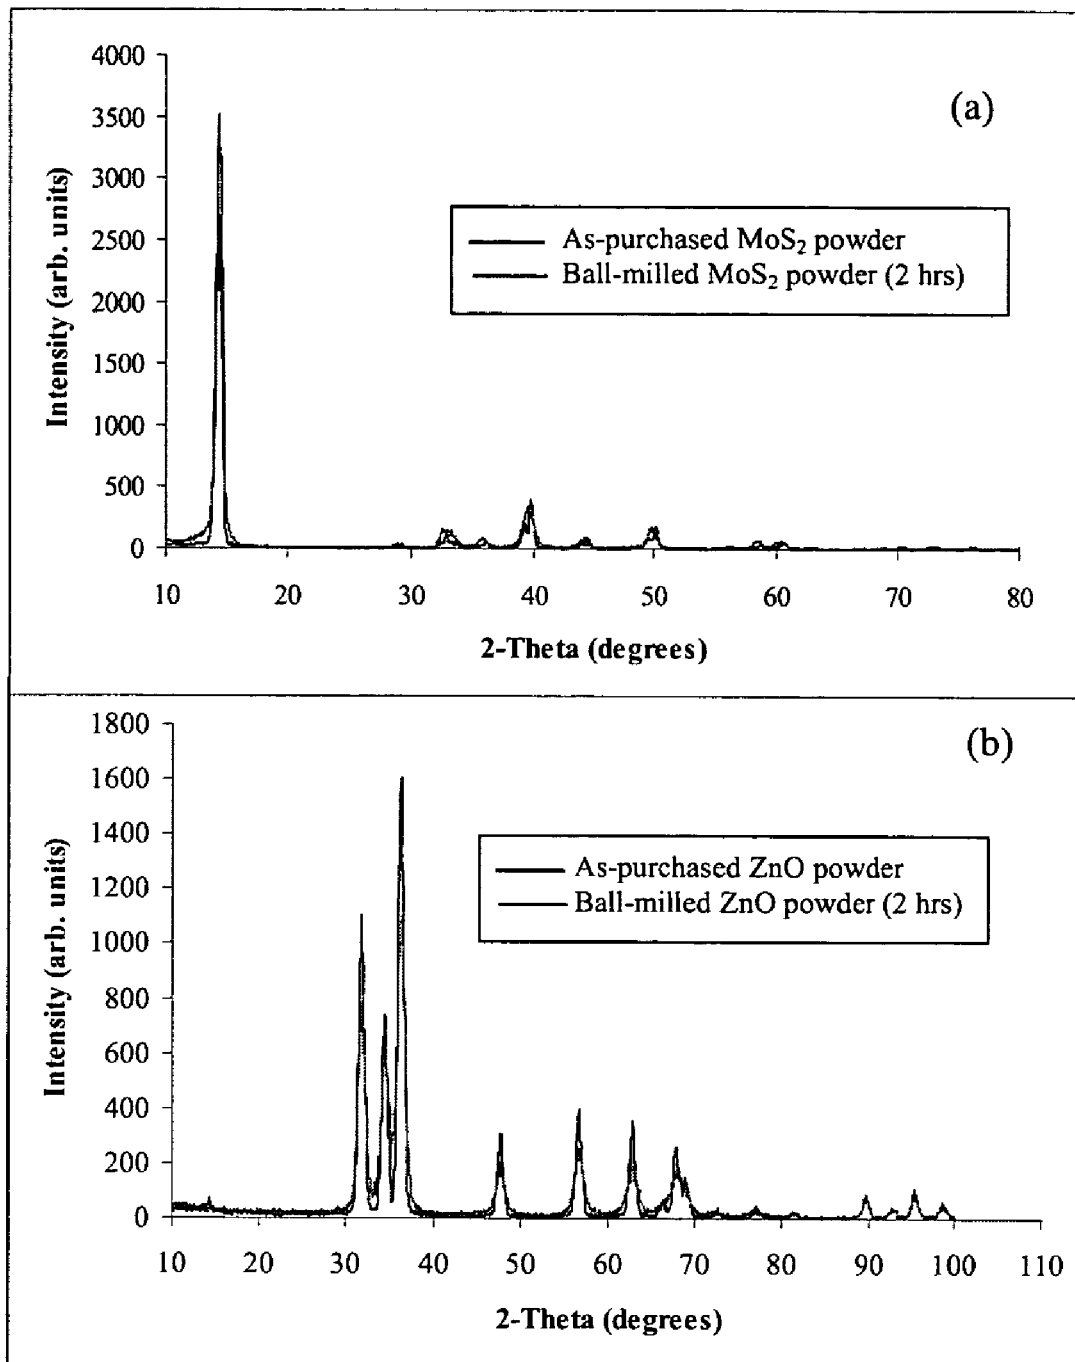 (a)
4000
3500
3000
2500
2000
1500
1000
500
0
Intensity (arb. units)
As-purchased MoS₂ powder
Ball-milled MoS₂ powder (2 hrs)
10 20 30 40 50 60 70 80
2-Theta (degrees)
(b)
1800
1600
1400
1200
1000
800
600
400
200
0
Intensity (arb. units)
As-purchased ZnO powder
Ball-milled ZnO powder (2 hrs)
10 20 30 40 50 60 70 80 90 100 110
2-Theta (degrees)